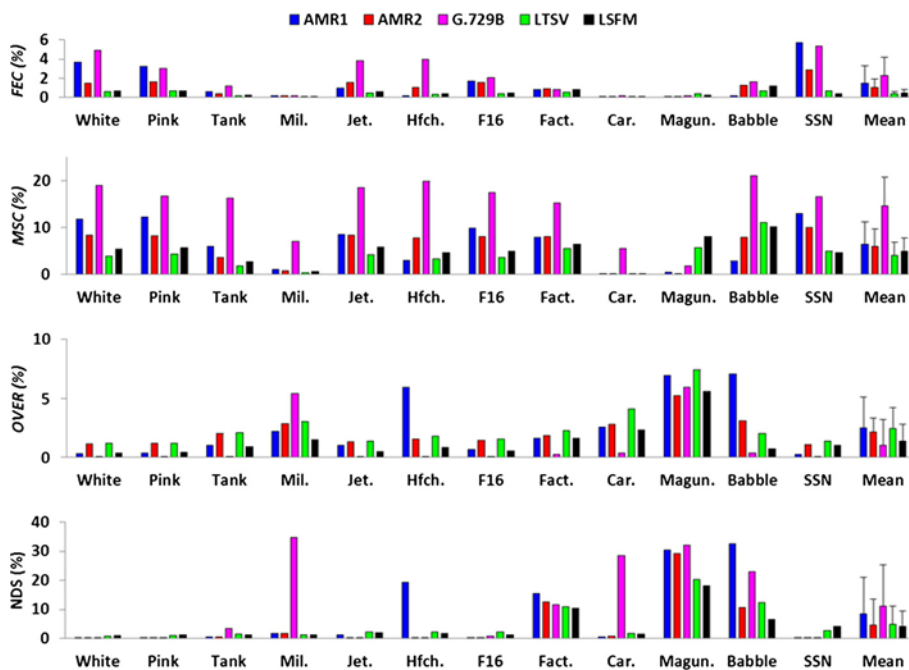 AMR1 AMR2 G.729B LTSV LSFM
FEC (%)
6
4
2
0
White Pink Tank Mil. Jet. Hfch. F16 Fact. Car. Magun. Babble SSN Mean
MSC (%)
20
10
0
White Pink Tank Mil. Jet. Hfch. F16 Fact. Car. Magun. Babble SSN Mean
OVER (%)
10
5
0
White Pink Tank Mil. Jet. Hfch. F16 Fact. Car. Magun. Babble SSN Mean
NDS (%)
40
30
20
10
0
White Pink Tank Mil. Jet. Hfch. F16 Fact. Car. Magun. Babble SSN Mean